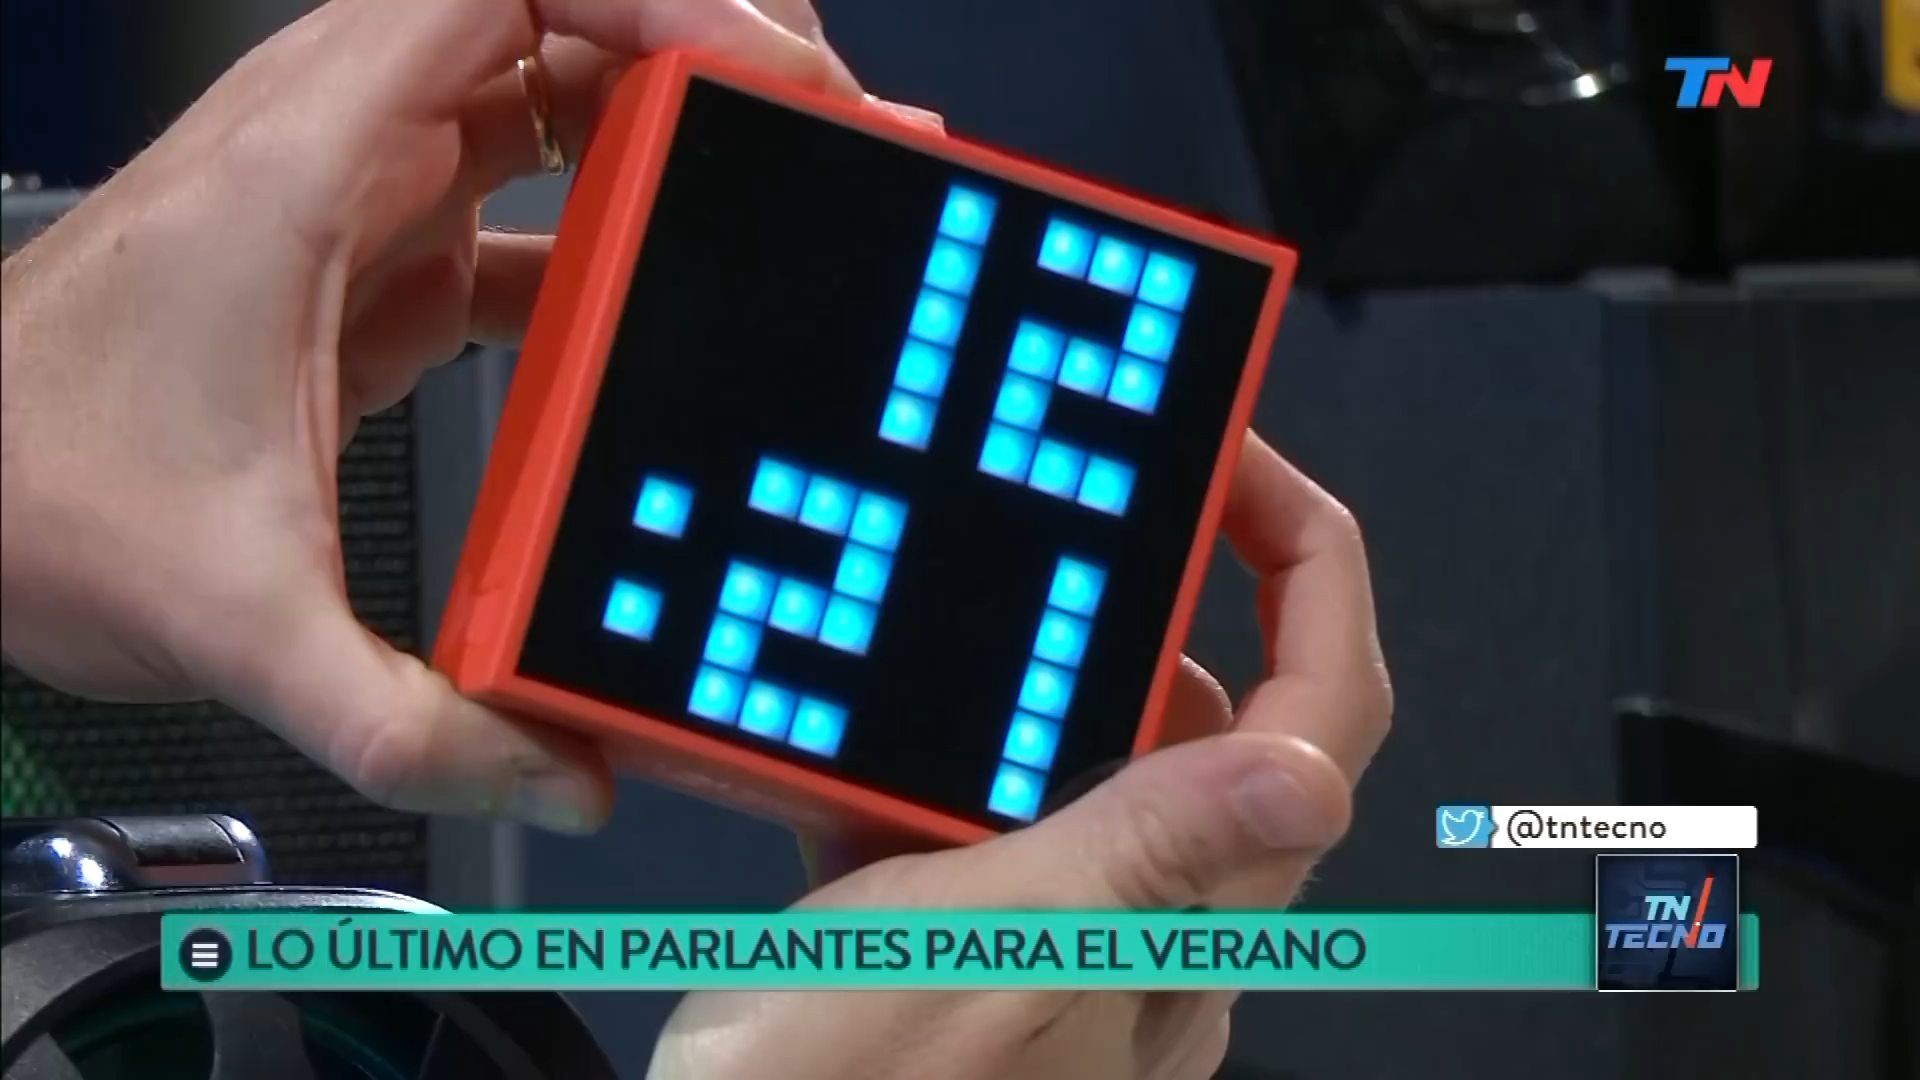 TN
12
:21
@tntecno
LO ÚLTIMO EN PARLANTES PARA EL VERANO
TN
TECNO